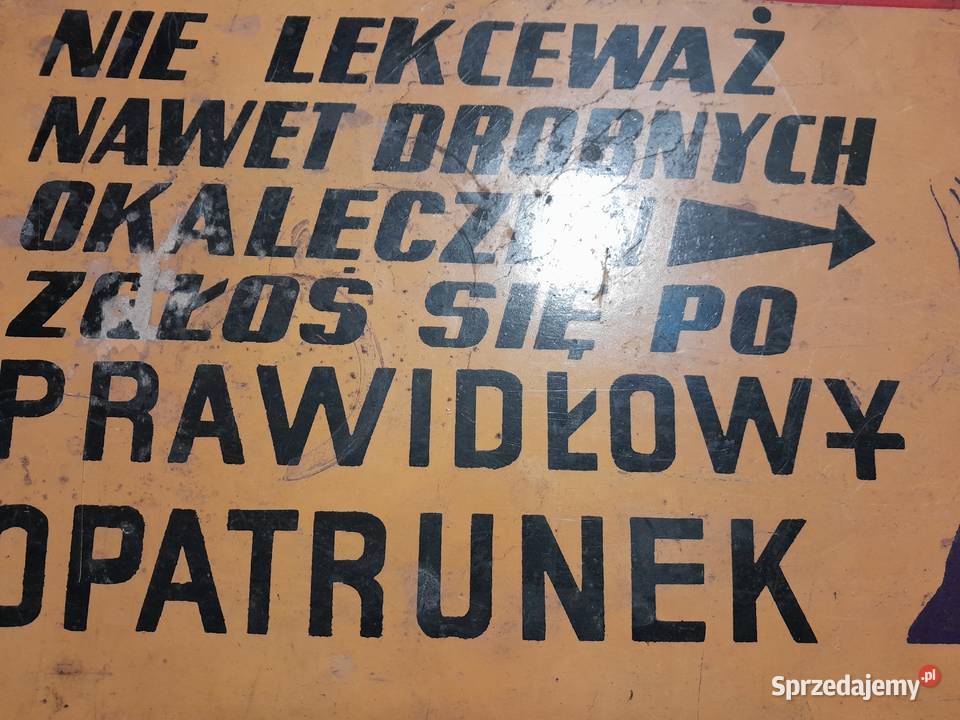 NIE LEKCEWAŻ
NAWET DROBNYCH
OKALECZEŃ
ZGŁOŚ SIĘ PO
PRAWIDŁOWY
OPATRUNEK
Sprzedajemy.pl